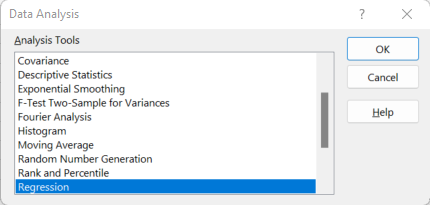 Data Analysis
?
Analysis Tools
Covariance
Descriptive Statistics
Exponential Smoothing
F-Test Two-Sample for Variances
Fourier Analysis
Histogram
Moving Average
Random Number Generation
Rank and Percentile
Regression
OK
Cancel
Help